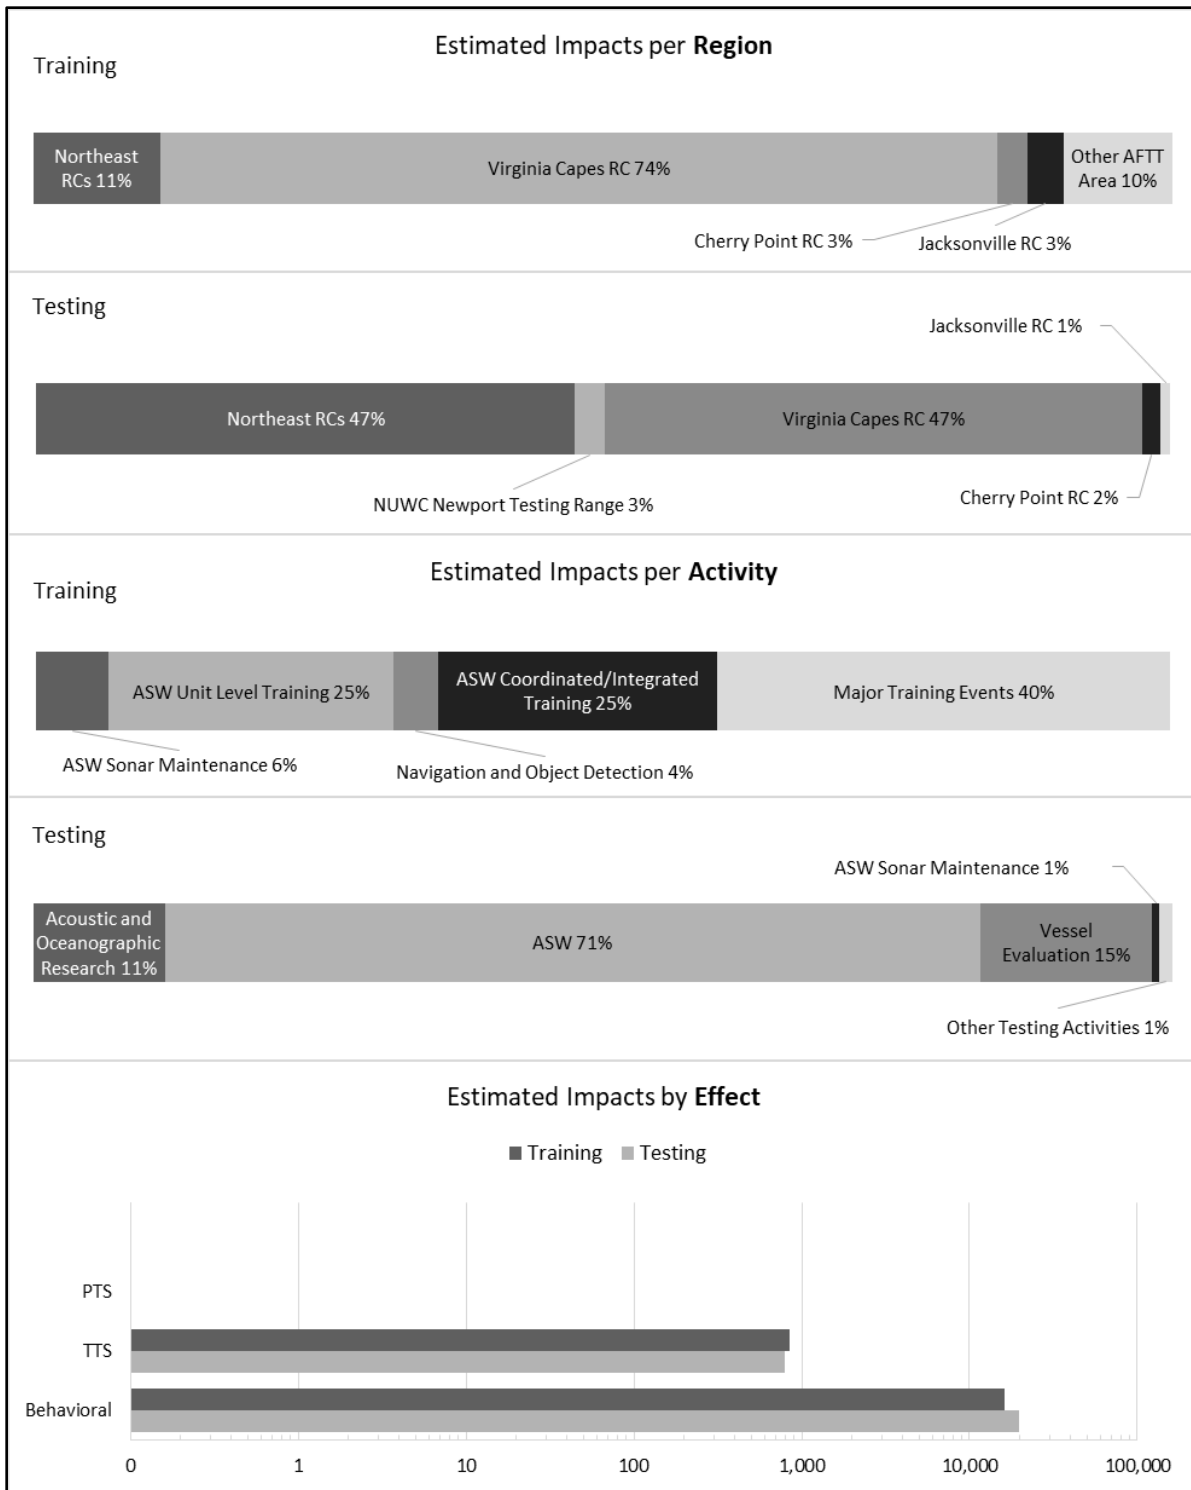 Estimated Impacts per Region
Training
Northeast
RCs 11%
Virginia Capes RC 74%
Other AFTT
Area 10%
Cherry Point RC 3%
Jacksonville RC 3%
Testing
Jacksonville RC 1%
Northeast RCs 47%
Virginia Capes RC 47%
NUWC Newport Testing Range 3%
Cherry Point RC 2%
Estimated Impacts per Activity
Training
ASW Unit Level Training 25%
ASW Coordinated/Integrated
Training 25%
Major Training Events 40%
ASW Sonar Maintenance 6%
Navigation and Object Detection 4%
Testing
ASW Sonar Maintenance 1%
Acoustic and
Oceanographic
Research 11%
ASW 71%
Vessel
Evaluation 15%
Other Testing Activities 1%
Estimated Impacts by Effect
Training Testing
PTS
TTS
Behavioral
0 1 10 100 1,000 10,000 100,000